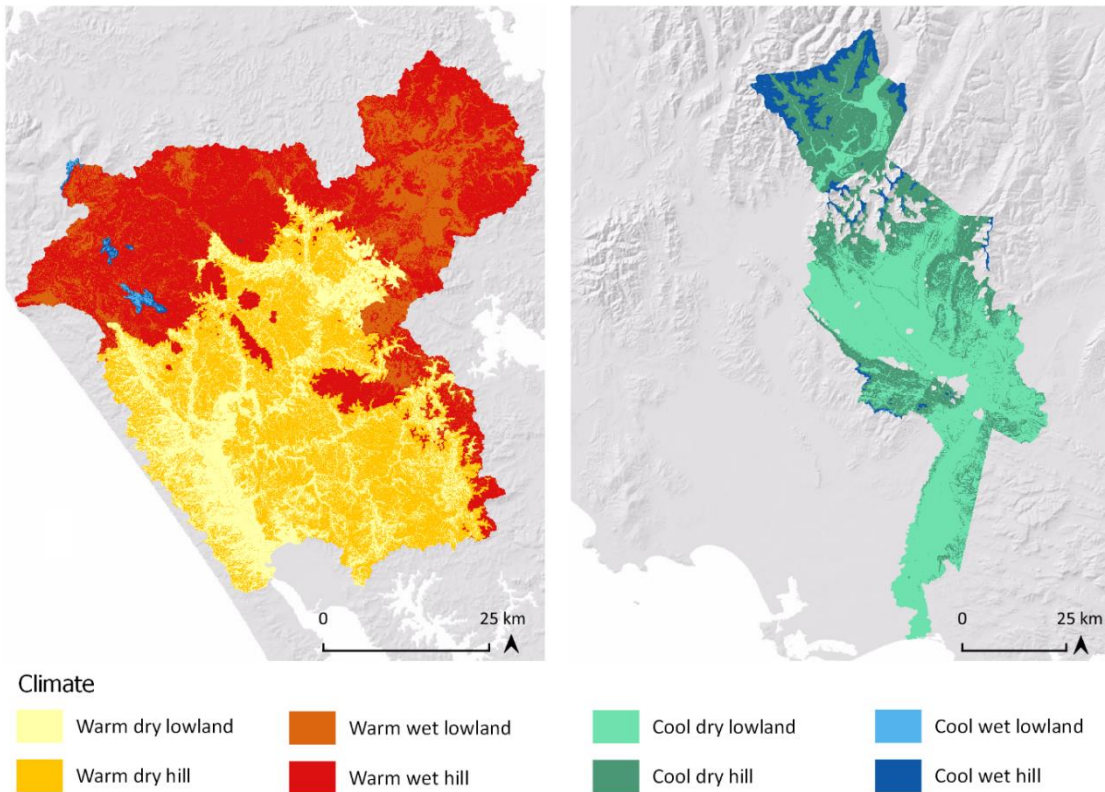 0 25 km
0 25 km
Climate
Warm dry lowland Warm wet lowland Cool dry lowland Cool wet lowland
Warm dry hill Warm wet hill Cool dry hill Cool wet hill